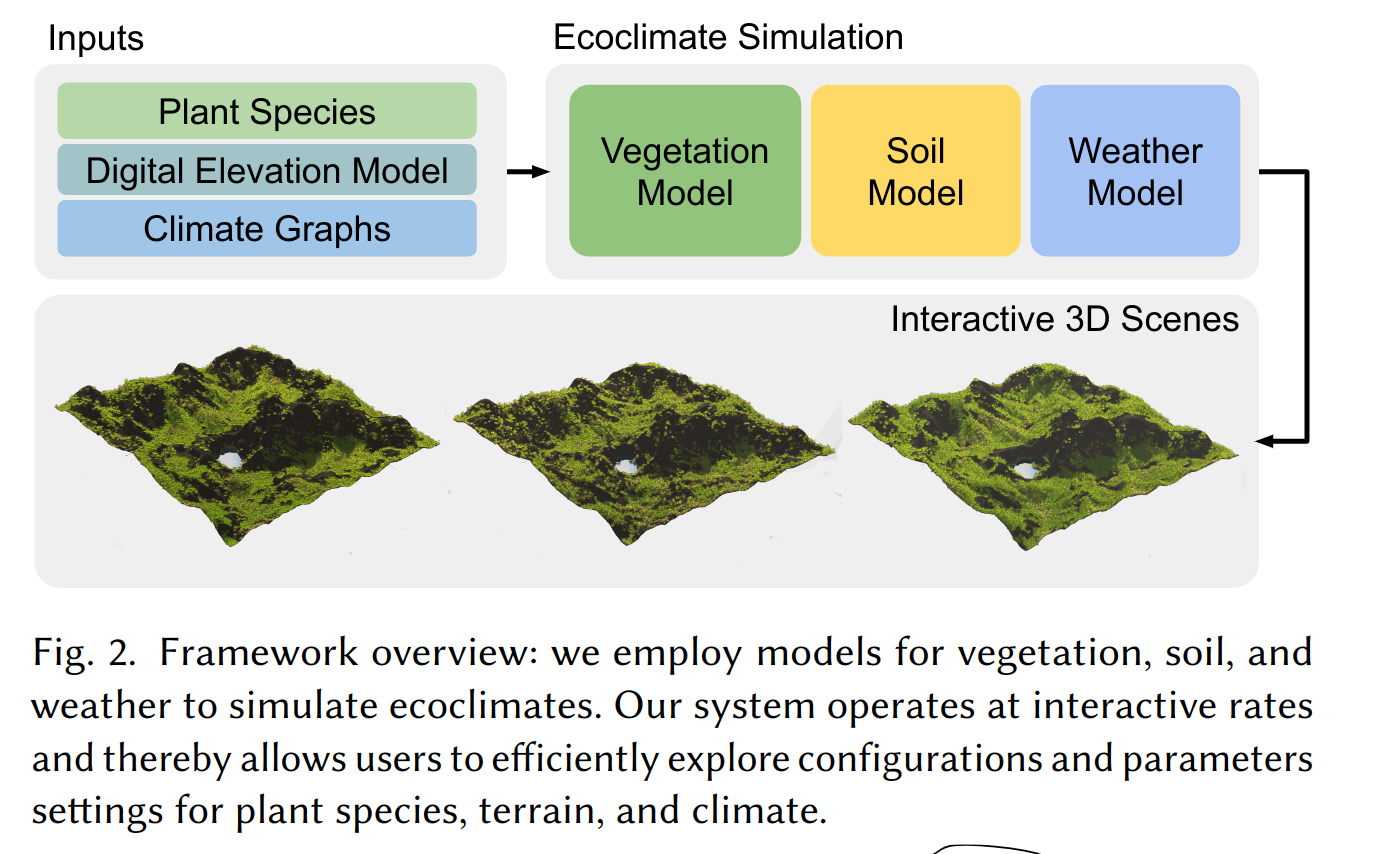 Inputs
Ecoclimate Simulation
Plant Species
Digital Elevation Model
Climate Graphs
Vegetation
Model
Soil
Model
Weather
Model
Interactive 3D Scenes
Fig. 2. Framework overview: we employ models for vegetation, soil, and
weather to simulate ecoclimates. Our system operates at interactive rates
and thereby allows users to efficiently explore configurations and parameters
settings for plant species, terrain, and climate.